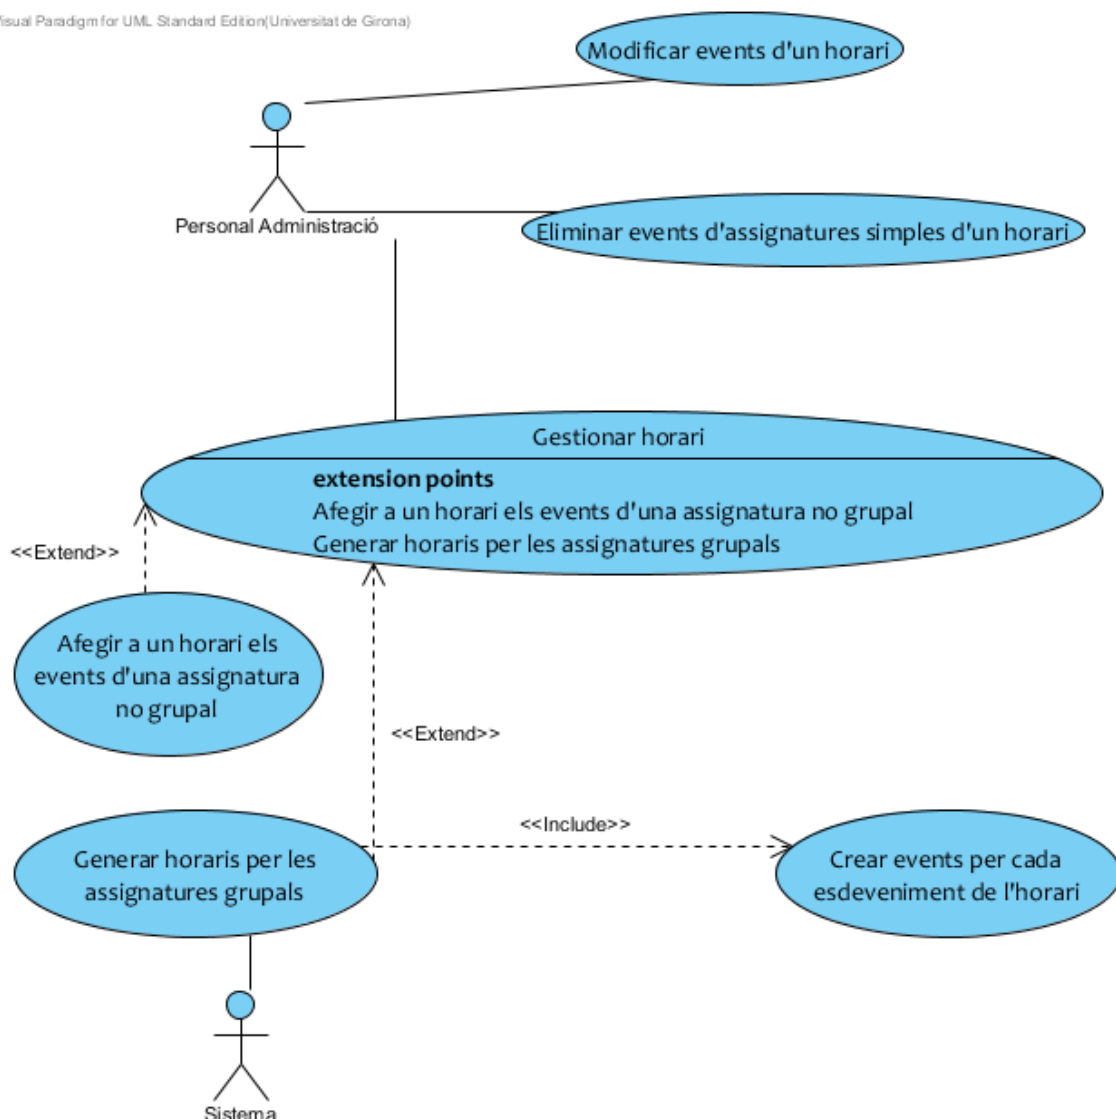 Visual Paradigm for UML Standard Edition(Universitat de Girona)
Modificar events d'un horari
Personal Administració
Eliminar events d'assignatures simples d'un horari
Gestionar horari
extension points
Afegir a un horari els events d'una assignatura no grupal
Generar horaris per les assignatures grupals
<<Extend>>
Afegir a un horari els
events d'una assignatura
no grupal
<<Extend>>
<<Include>>
Generar horaris per les
assignatures grupals
Crear events per cada
esdeveniment de l'horari
Sistema